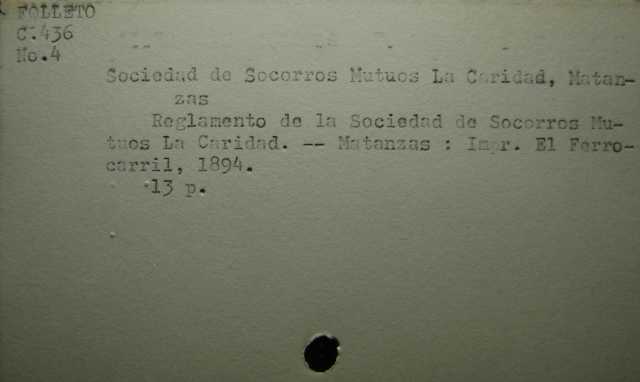 FOLLETO
C.436
No.4
Sociedad de Socorros Mutuos La Caridad, Matan-
zas
Reglamento de la Sociedad de Socorros Mu-
tuos La Caridad. -- Matanzas : Impr. El Ferro-
carril, 1894.
13 p.